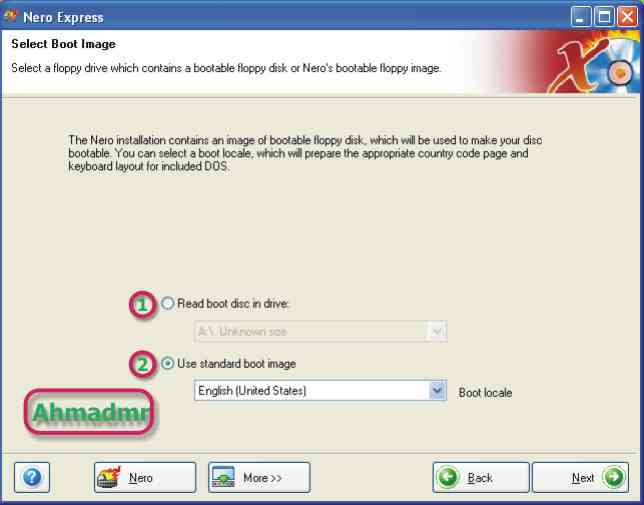 Nero Express
Select Boot Image
Select a floppy drive which contains a bootable floppy disk or Nero's bootable floppy image.
The Nero installation contains an image of bootable floppy disk, which will be used to make your disc
bootable. You can select a boot locale, which will prepare the appropriate country code page and
keyboard layout for included DOS.
1 Read boot disc in drive:
A:\ Unknown size
2 Use standard boot image
English (United States) Boot locale
Ahmadmr
? Nero More >> Back Next